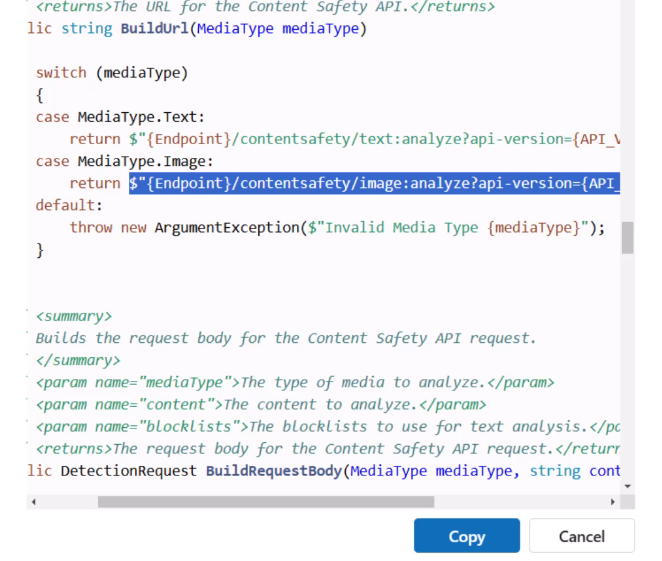 <returns>The URL for the Content Safety API.</returns>
lic string BuildUrl(MediaType mediaType)
switch (mediaType)
{
case MediaType.Text:
return $"{Endpoint}/contentsafety/text:analyze?api-version={API_V
case MediaType.Image:
return $"{Endpoint}/contentsafety/image:analyze?api-version={API_
default:
throw new ArgumentException($"Invalid Media Type {mediaType}");
}
<summary>
Builds the request body for the Content Safety API request.
</summary>
<param name="mediaType">The type of media to analyze.</param>
<param name="content">The content to analyze.</param>
<param name="blocklists">The blocklists to use for text analysis.</pa
<returns>The request body for the Content Safety API request.</return
lic DetectionRequest BuildRequestBody(MediaType mediaType, string cont
Copy Cancel